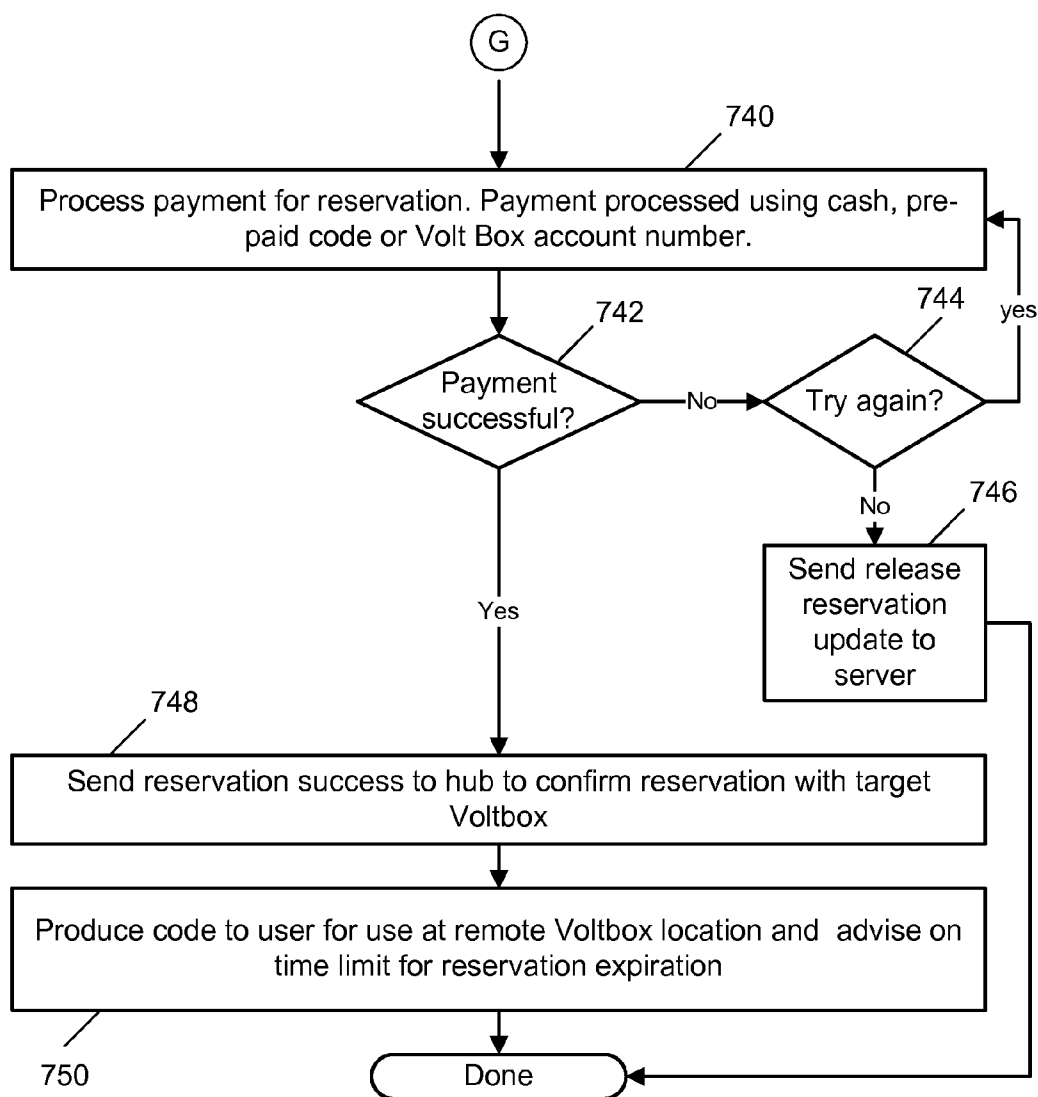 G
740
Process payment for reservation. Payment processed using cash, pre-
paid code or Volt Box account number.
742
744
yes
Payment
successful?
No
Try again?
No
746
Send release
reservation
update to
server
Yes
748
Send reservation success to hub to confirm reservation with target
Voltbox
Produce code to user for use at remote Voltbox location and  advise on
time limit for reservation expiration
750
Done